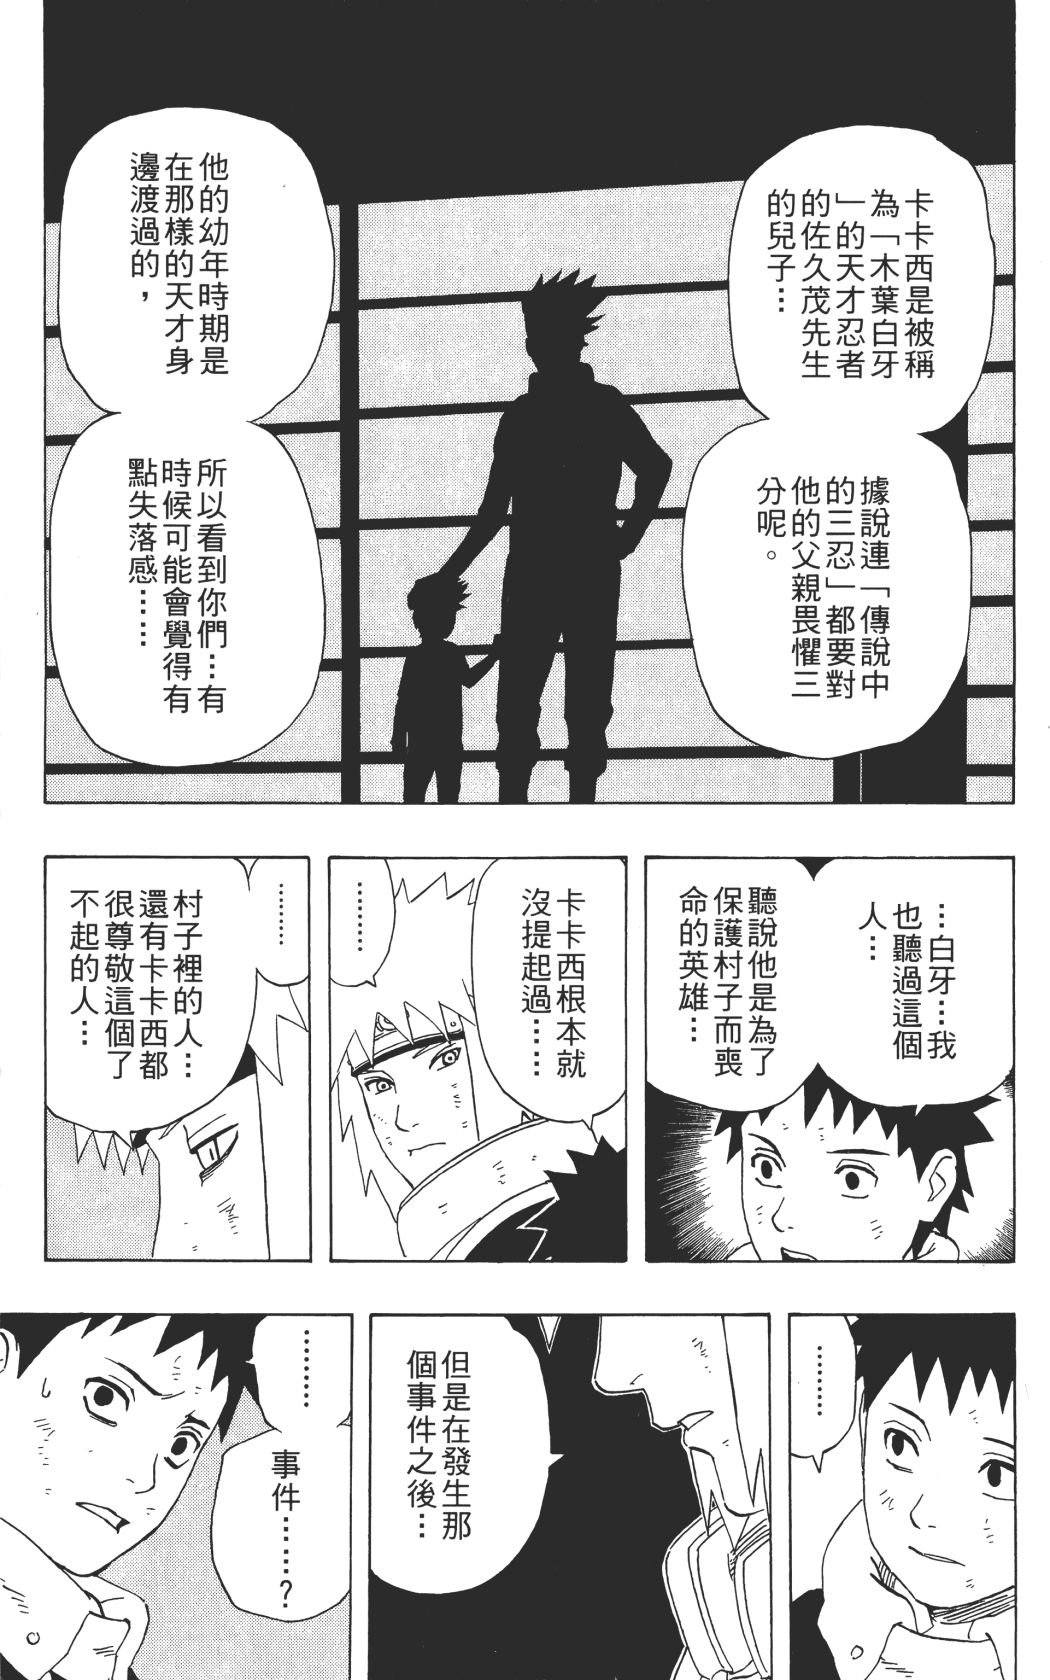 卡卡西是被稱
為「木葉白牙
」的天才忍者
的佐久茂先生
的兒子…
據說連「傳說中
的三忍」都要對
他的父親畏懼三
分呢。
他的幼年時期是
在那樣的天才身
邊渡過的，
所以看到你們…有
時候可能會覺得有
點失落感……
…白牙…我
也聽過這個
人…
聽說他是為了
保護村子而喪
命的英雄…
卡卡西根本就
沒提起過……
………
………
村子裡的人…
還有卡卡西都
很尊敬這個了
不起的人…
………
但是在發生那
個事件之後…
………
事件……?